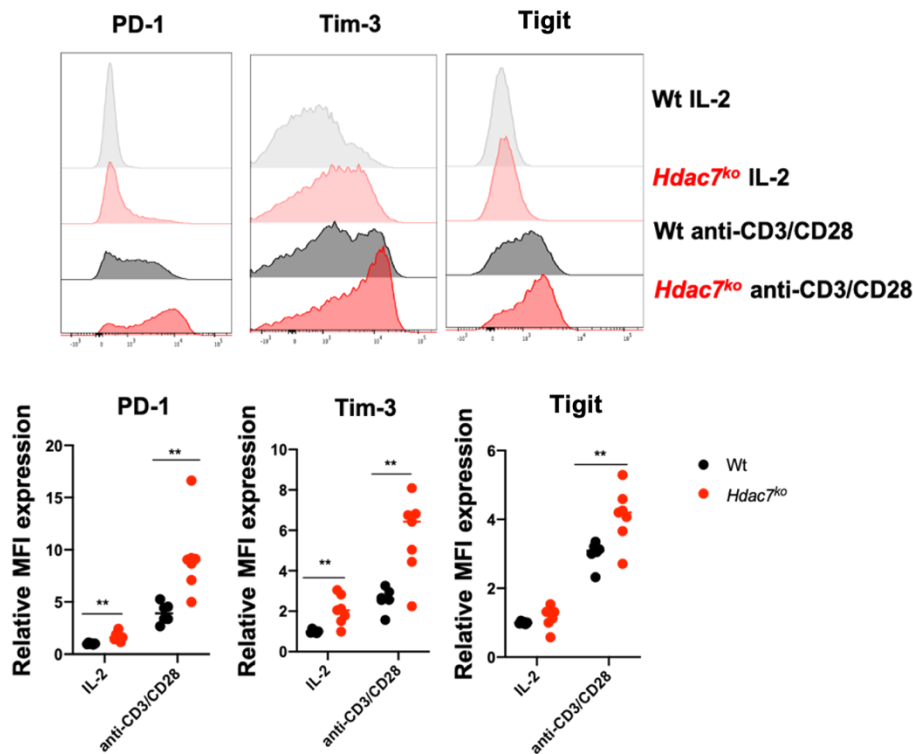 PD-1 Tim-3 Tigit
Wt IL-2
Hdac7ko IL-2
Wt anti-CD3/CD28
Hdac7ko anti-CD3/CD28
PD-1
Relative MFI expression
20
15
10
5
0
**
**
IL-2
anti-CD3/CD28
Tim-3
Relative MFI expression
10
8
6
4
2
0
**
**
IL-2
anti-CD3/CD28
Tigit
Relative MFI expression
6
4
2
0
**
IL-2
anti-CD3/CD28
Wt
Hdac7ko